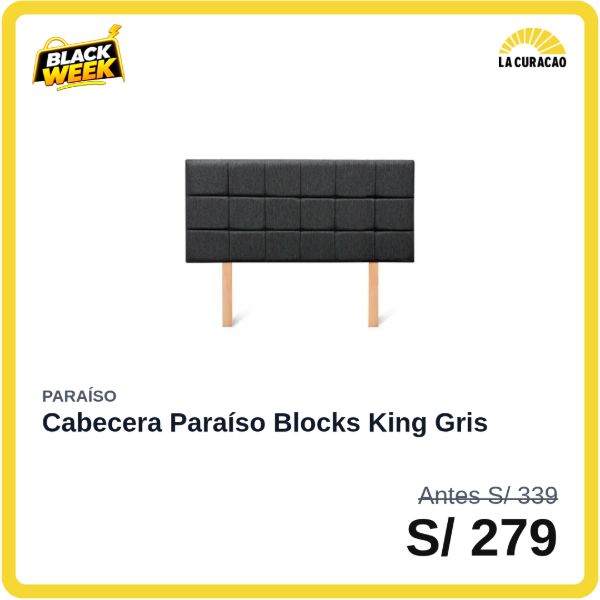 BLACK
WEEK
LA CURACAO
PARAÍSO
Cabecera Paraíso Blocks King Gris
Antes S/ 339
S/ 279